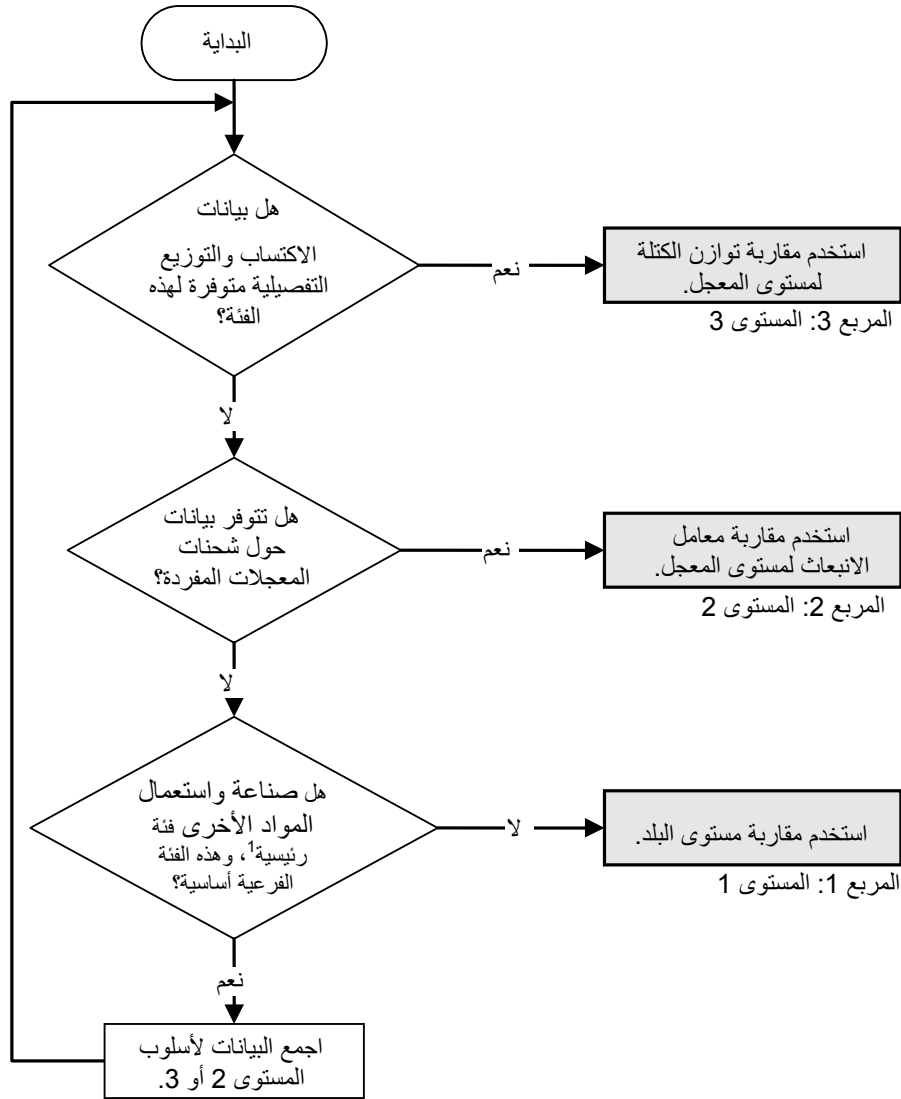 البداية
هل بيانات
الاكتساب والتوزيع
التفصيلية متوفرة لهذه
الفئة؟
نعم
استخدم مقاربة توازن الكتلة
لمستوى المعجل.
المربع 3: المستوى 3
لا
هل تتوفر بيانات
حول شحنات
المعجلات المفردة؟
نعم
استخدم مقاربة معامل
الانبعاث لمستوى المعجل.
المربع 2: المستوى 2
لا
هل صناعة واستعمال
المواد الأخرى فئة
رئيسية1، وهذه الفئة
الفرعية أساسية؟
لا
استخدم مقاربة مستوى البلد.
المربع 1: المستوى 1
نعم
اجمع البيانات لأسلوب
المستوى 2 أو 3.